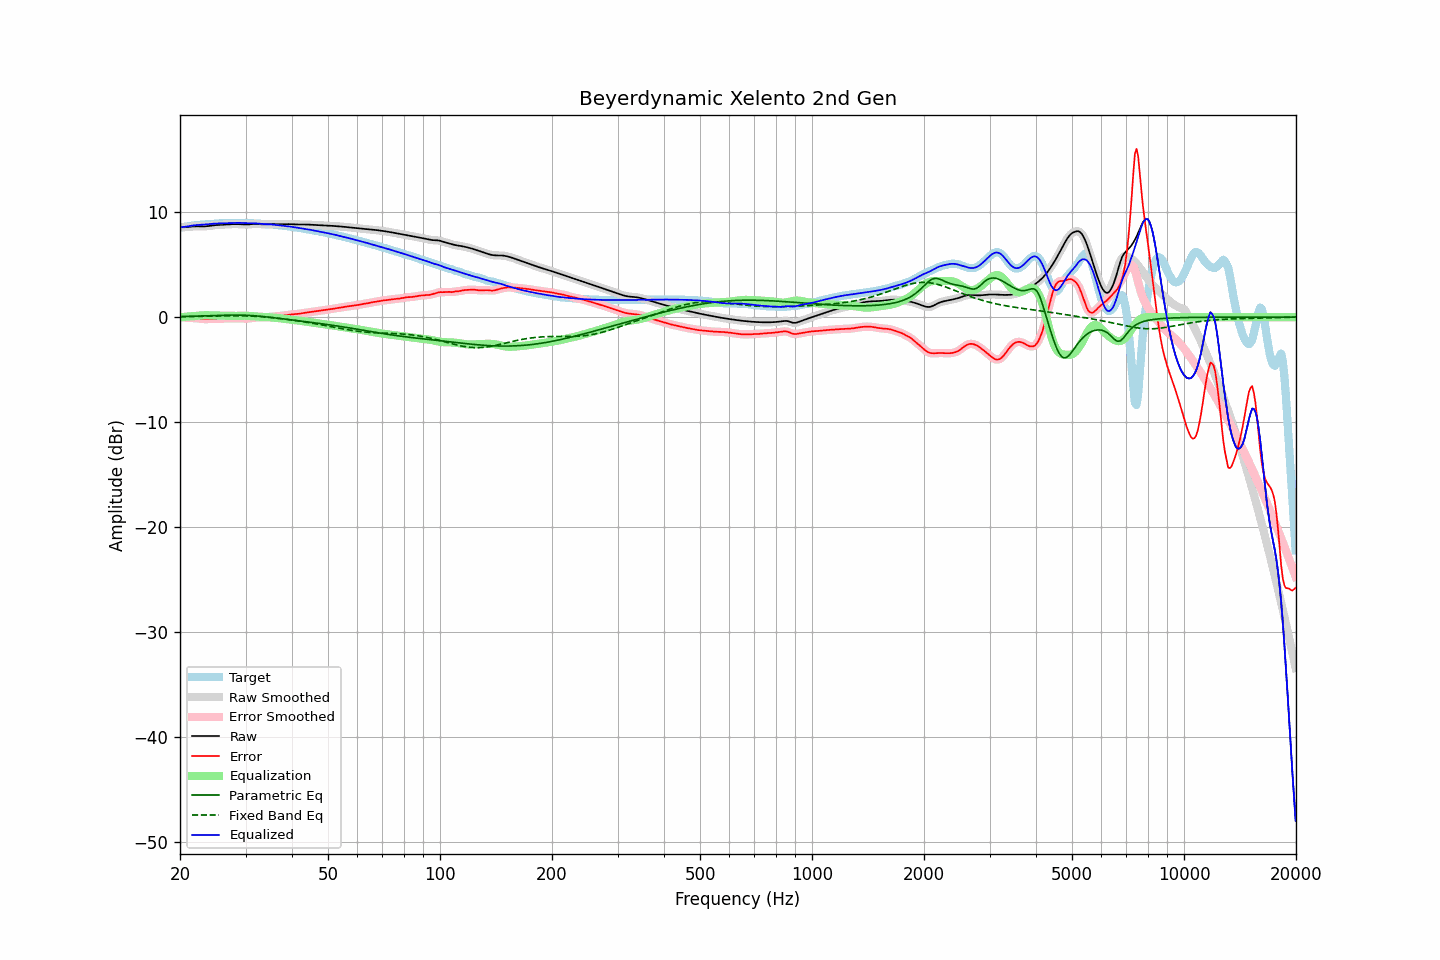 Beyerdynamic Xelento 2nd Gen
Amplitude (dBr)
10
0
−10
−20
−30
−40
−50
Target
Raw Smoothed
Error Smoothed
Raw
Error
Equalization
Parametric Eq
Fixed Band Eq
Equalized
20 50 100 200 500 1000 2000 5000 10000 20000
Frequency (Hz)